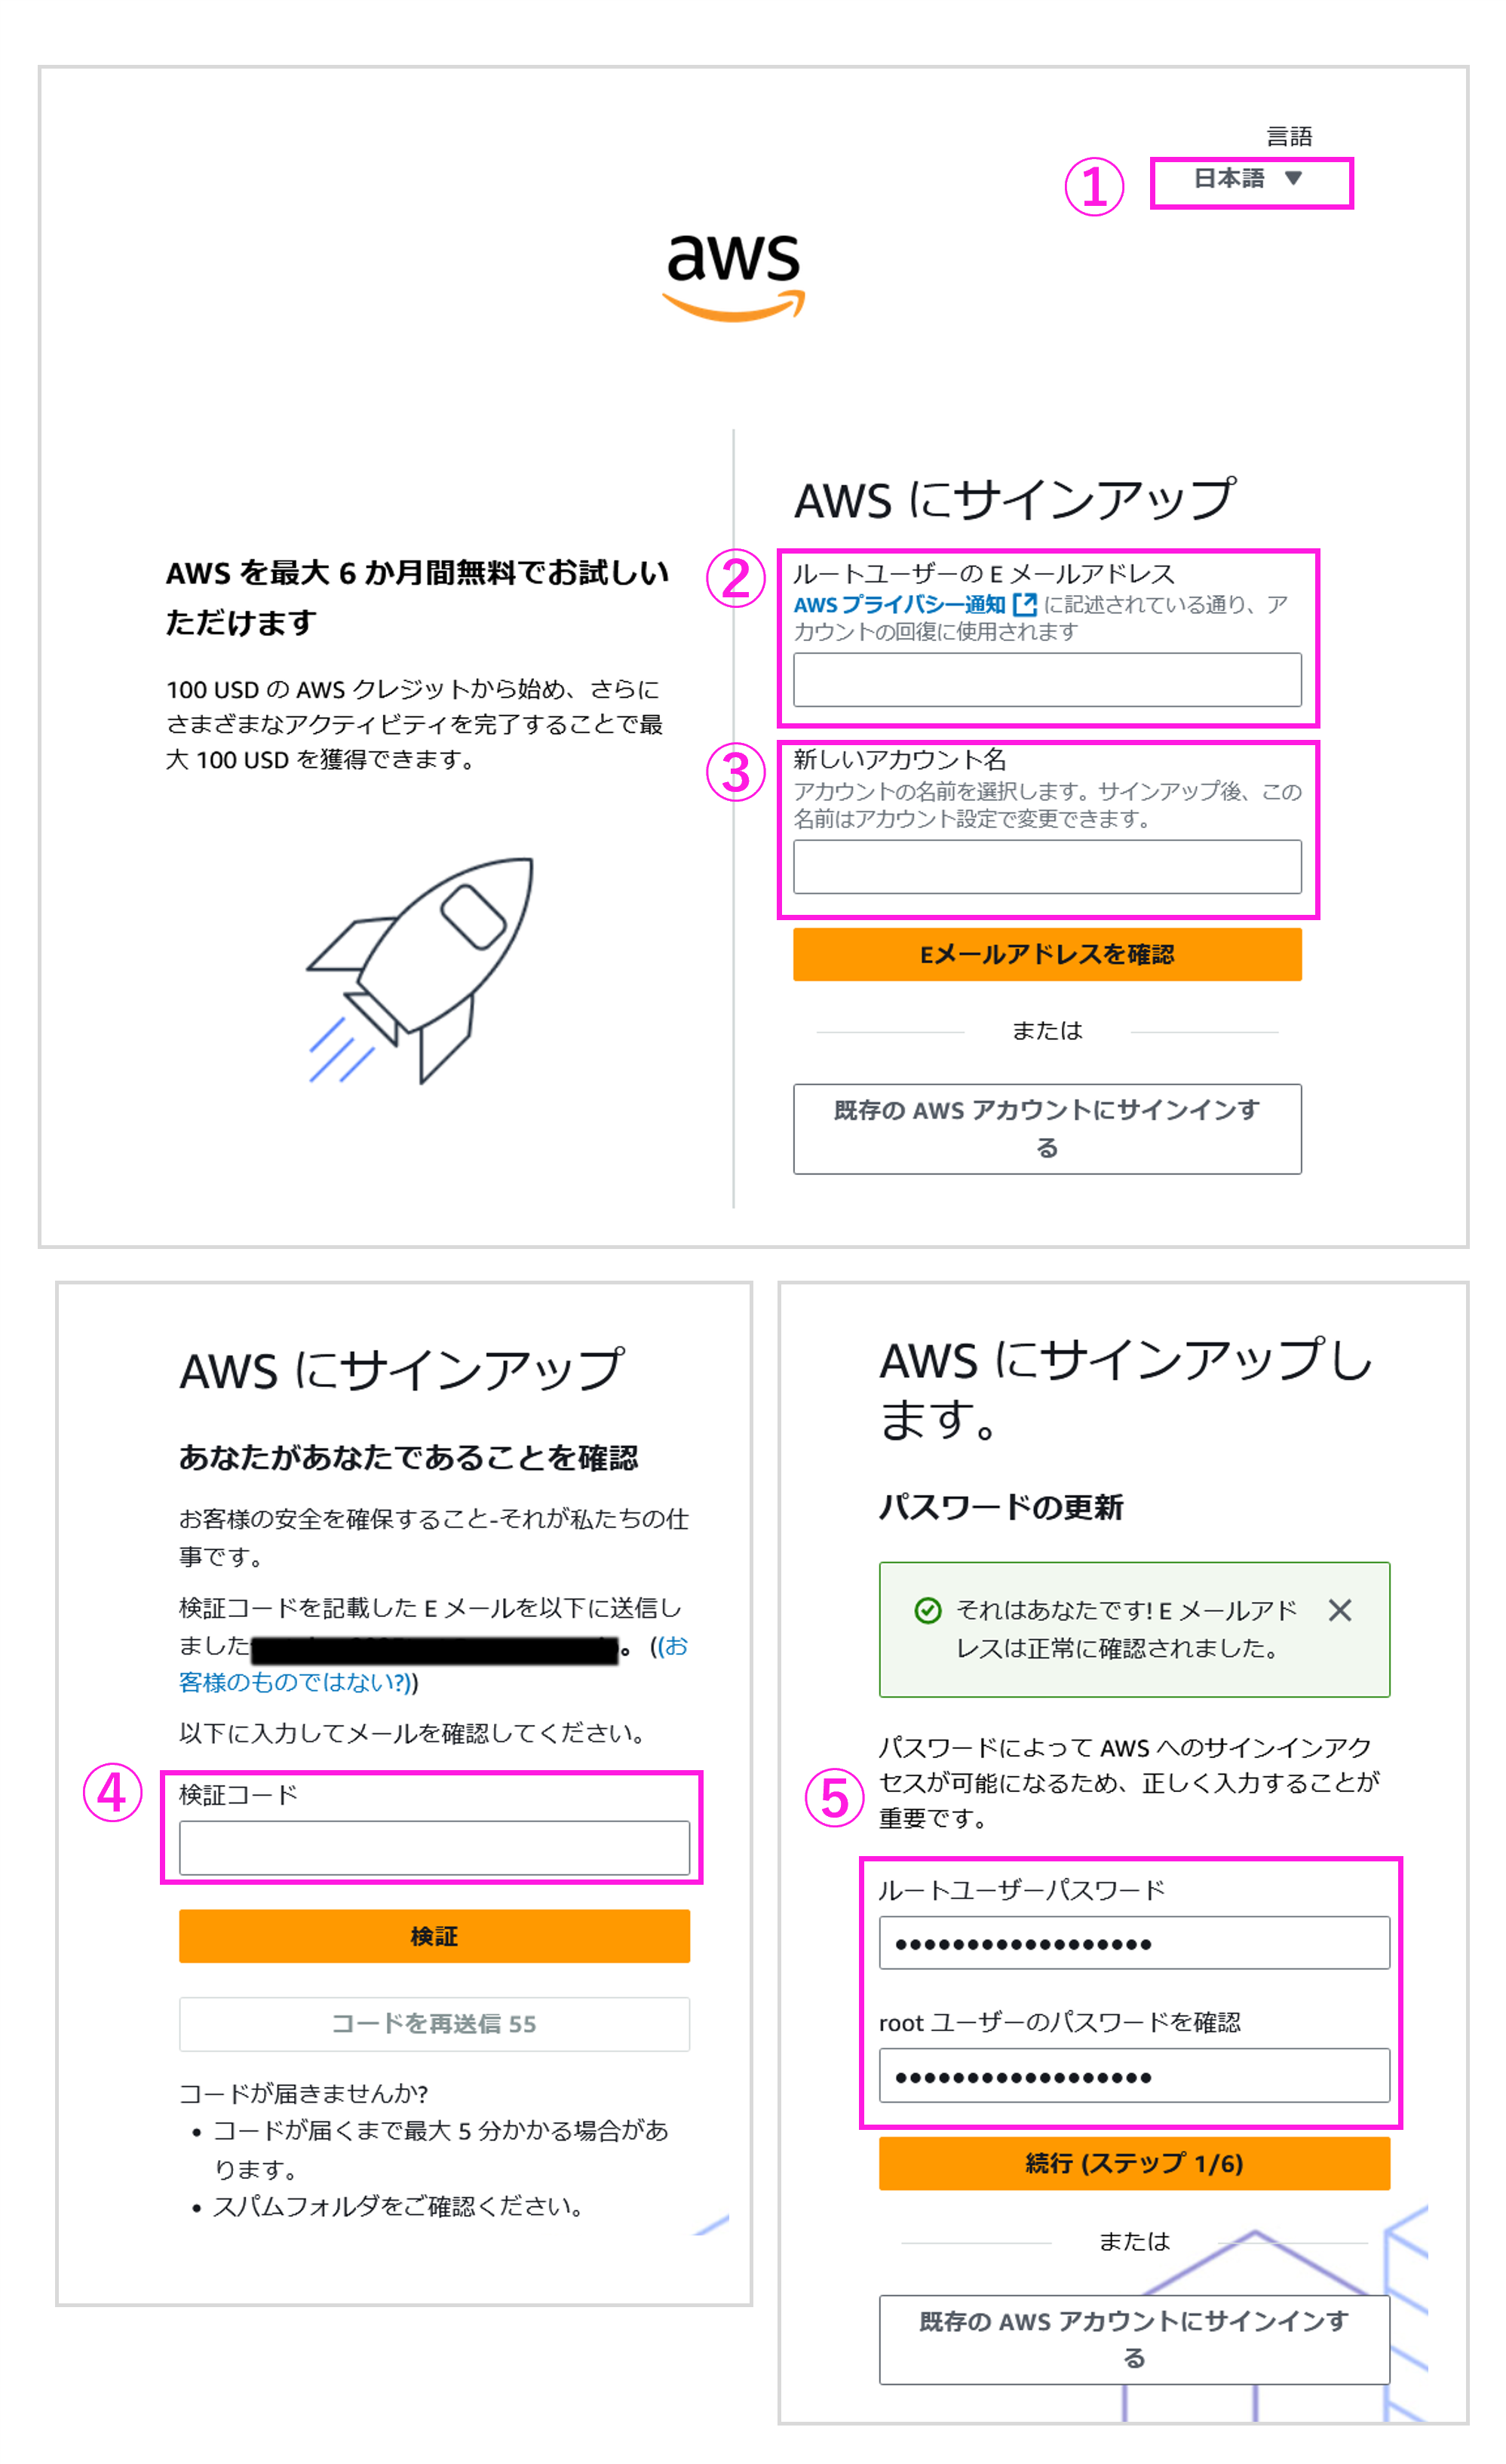 言語
① 日本語 ▼
aws
AWS を最大 6 か月間無料でお試しい
ただけます
100 USD の AWS クレジットから始め、さらに
さまざまなアクティビティを完了することで最
大 100 USD を獲得できます。
AWS にサインアップ
② ルートユーザーの E メールアドレス
AWS プライバシー通知 に記述されている通り、ア
カウントの回復に使用されます
③ 新しいアカウント名
アカウントの名前を選択します。サインアップ後、この
名前はアカウント設定で変更できます。
Eメールアドレスを確認
または
既存の AWS アカウントにサインインす
る
AWS にサインアップ
あなたがあなたであることを確認
お客様の安全を確保すること-それが私たちの仕
事です。
検証コードを記載した E メールを以下に送信し
ました 。 ((お
客様のものではない?))
以下に入力してメールを確認してください。
④ 検証コード
検証
コードを再送信 55
コードが届きませんか?
• コードが届くまで最大 5 分かかる場合があ
ります。
• スパムフォルダをご確認ください。
AWS にサインアップし
ます。
パスワードの更新
それはあなたです! E メールアド
レスは正常に確認されました。
パスワードによって AWS へのサインインアク
セスが可能になるため、正しく入力することが
重要です。
⑤
ルートユーザーパスワード
••••••••••••••••••
root ユーザーのパスワードを確認
••••••••••••••••••
続行 (ステップ 1/6)
または
既存の AWS アカウントにサインインす
る